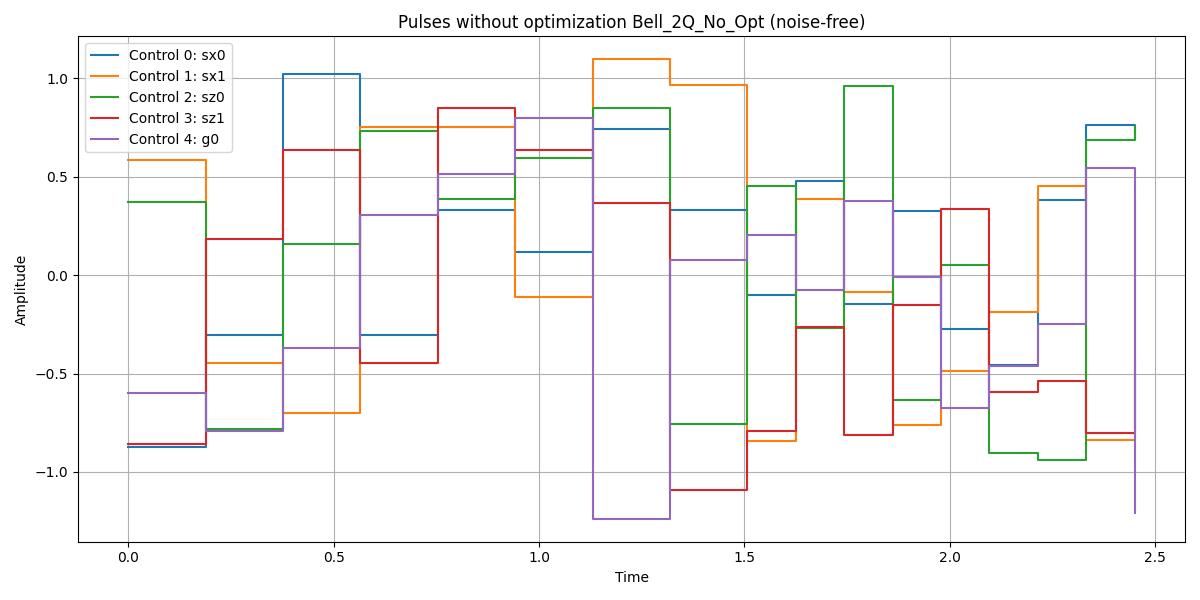 Pulses without optimization Bell_2Q_No_Opt (noise-free)
Control 0: sx0
Control 1: sx1
Control 2: sz0
Control 3: sz1
Control 4: g0
Amplitude
1.0
0.5
0.0
−0.5
−1.0
0.0 0.5 1.0 1.5 2.0 2.5
Time